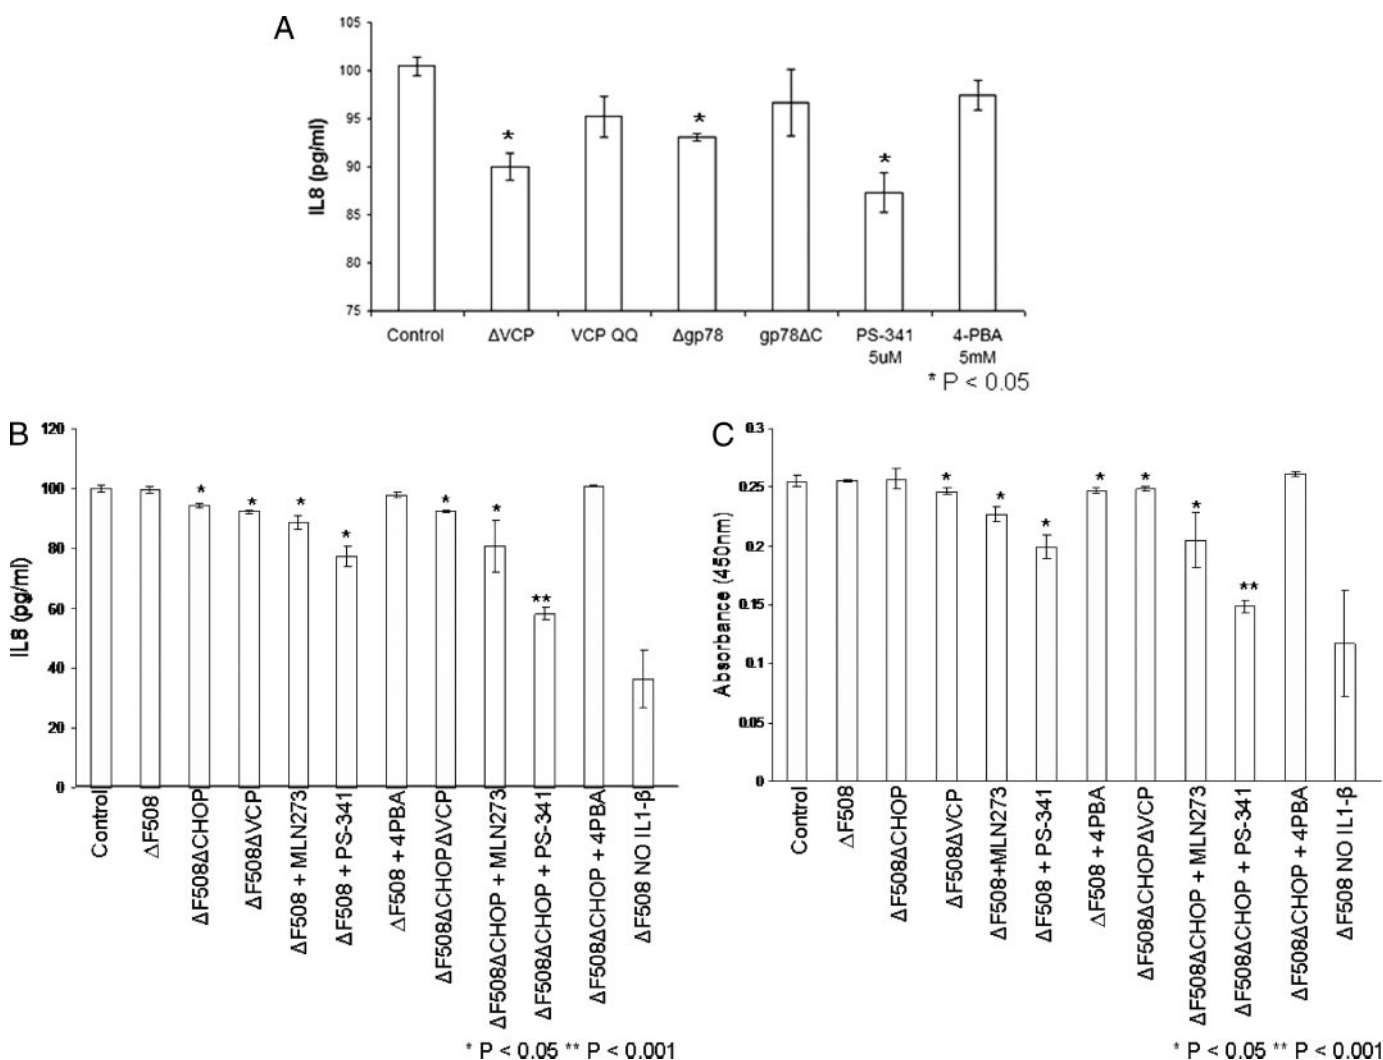 A
105
100
95
90
85
80
75
IL8 (pg/ml)
*
*
*
Control ΔVCP VCP QQ Δgp78 gp78ΔC PS-341 4-PBA
5uM 5mM
* P < 0.05
B
120
100
80
60
40
20
0
IL8 (pg/ml)
* * * * * * **
Control
ΔF508
ΔF508ΔCHOP
ΔF508ΔVCP
ΔF508 + MLN273
ΔF508 + PS-341
ΔF508 + 4PBA
ΔF508ΔCHOPΔVCP
ΔF508ΔCHOP + MLN273
ΔF508ΔCHOP + PS-341
ΔF508ΔCHOP + 4PBA
ΔF508 NO IL1-β
* P < 0.05 ** P < 0.001
C
0.3
0.25
0.2
0.15
0.1
0.05
0
Absorbance (450nm)
* * * * * * **
Control
ΔF508
ΔF508ΔCHOP
ΔF508ΔVCP
ΔF508+MLN273
ΔF508 + PS-341
ΔF508 + 4PBA
ΔF508ΔCHOPΔVCP
ΔF508ΔCHOP + MLN273
ΔF508ΔCHOP + PS-341
ΔF508ΔCHOP + 4PBA
ΔF508 NO IL1-β
* P < 0.05 ** P < 0.001